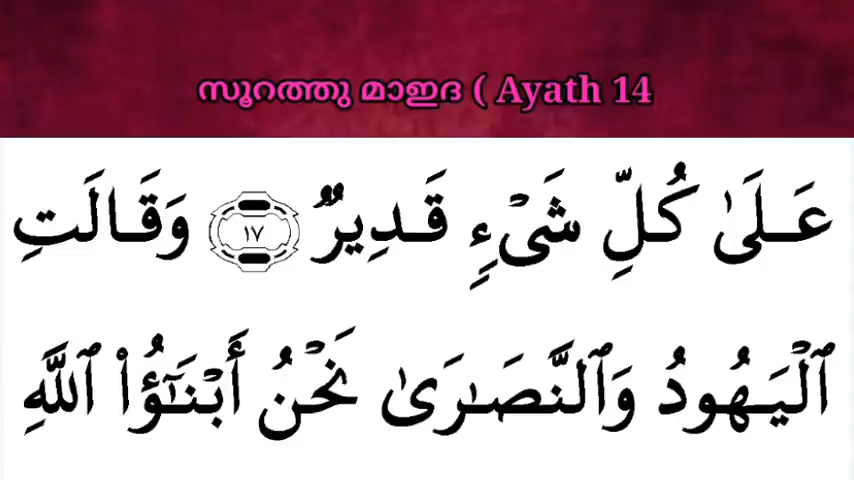 സൂറത്തു മാഇദ ( Ayath 14
عَلَىٰ كُلِّ شَىْءٍ قَدِيرٌ ١٧ وَقَالَتِ
ٱلْيَهُودُ وَٱلنَّصَـٰرَىٰ نَحْنُ أَبْنَـٰٓؤُا۟ ٱللَّهِ